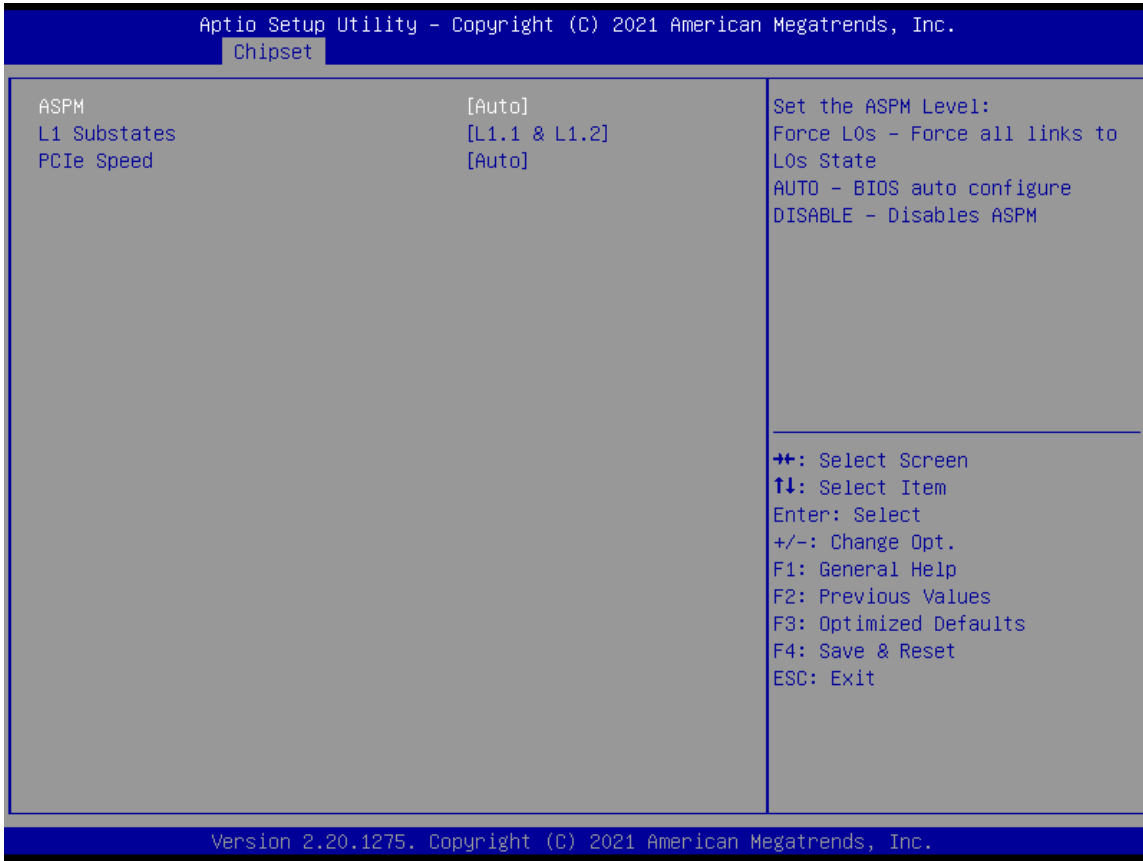 Aptio Setup Utility – Copyright (C) 2021 American Megatrends, Inc.
Chipset
ASPM [Auto]
L1 Substates [L1.1 & L1.2]
PCIe Speed [Auto]
Set the ASPM Level:
Force L0s – Force all links to
L0s State
AUTO – BIOS auto configure
DISABLE – Disables ASPM
→←: Select Screen
↑↓: Select Item
Enter: Select
+/-: Change Opt.
F1: General Help
F2: Previous Values
F3: Optimized Defaults
F4: Save & Reset
ESC: Exit
Version 2.20.1275. Copyright (C) 2021 American Megatrends, Inc.